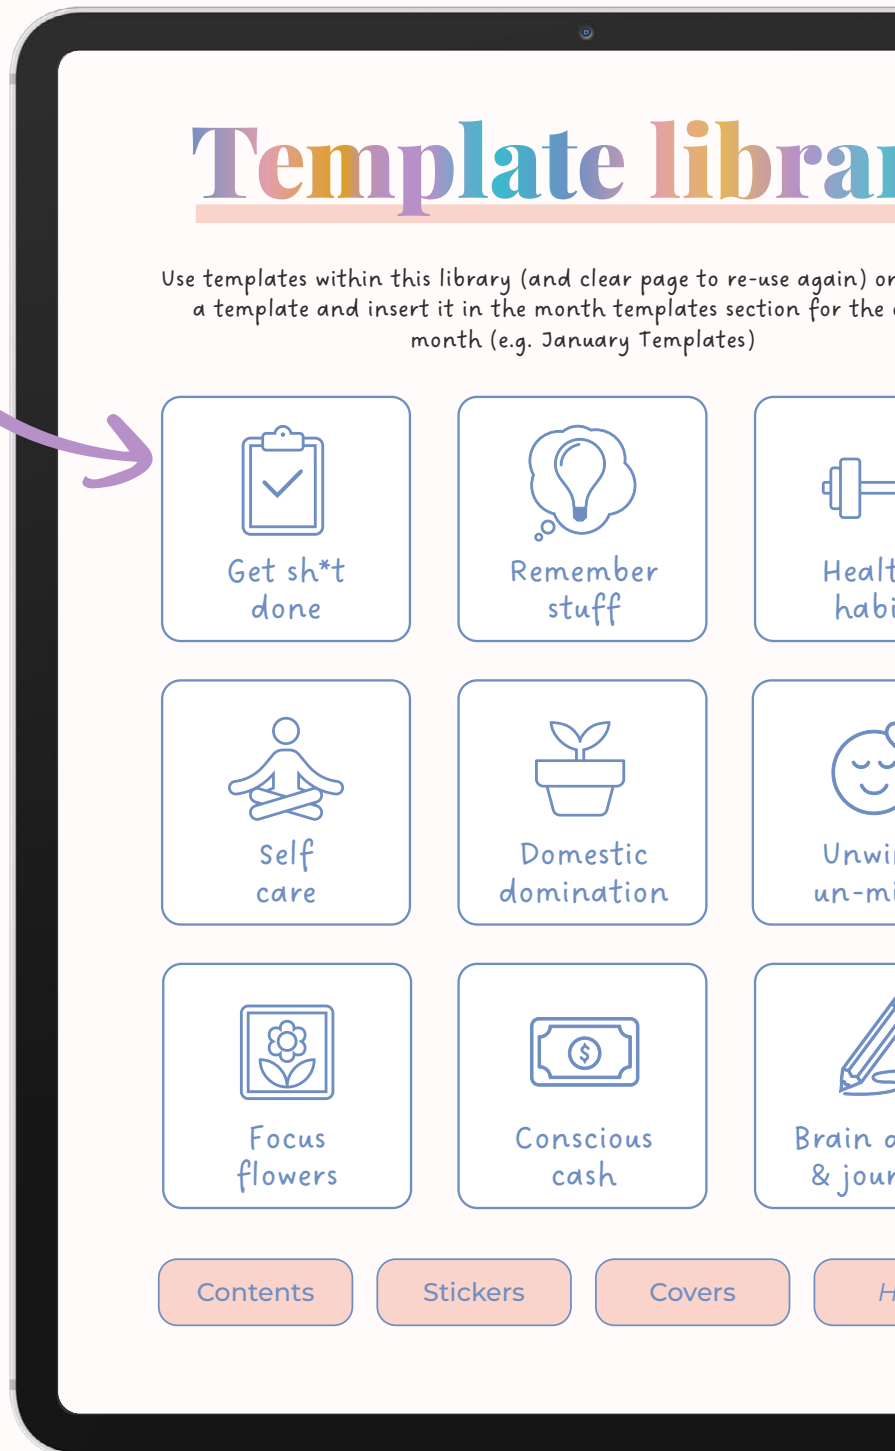 Template librar
Use templates within this library (and clear page to re-use again) or
a template and insert it in the month templates section for the
month (e.g. January Templates)
Get sh*t
done
Remember
stuff
Healt
habi
Self
care
Domestic
domination
Unwin
un-mi
Focus
flowers
$
Conscious
cash
Brain d
& jour
Contents
Stickers
Covers
H